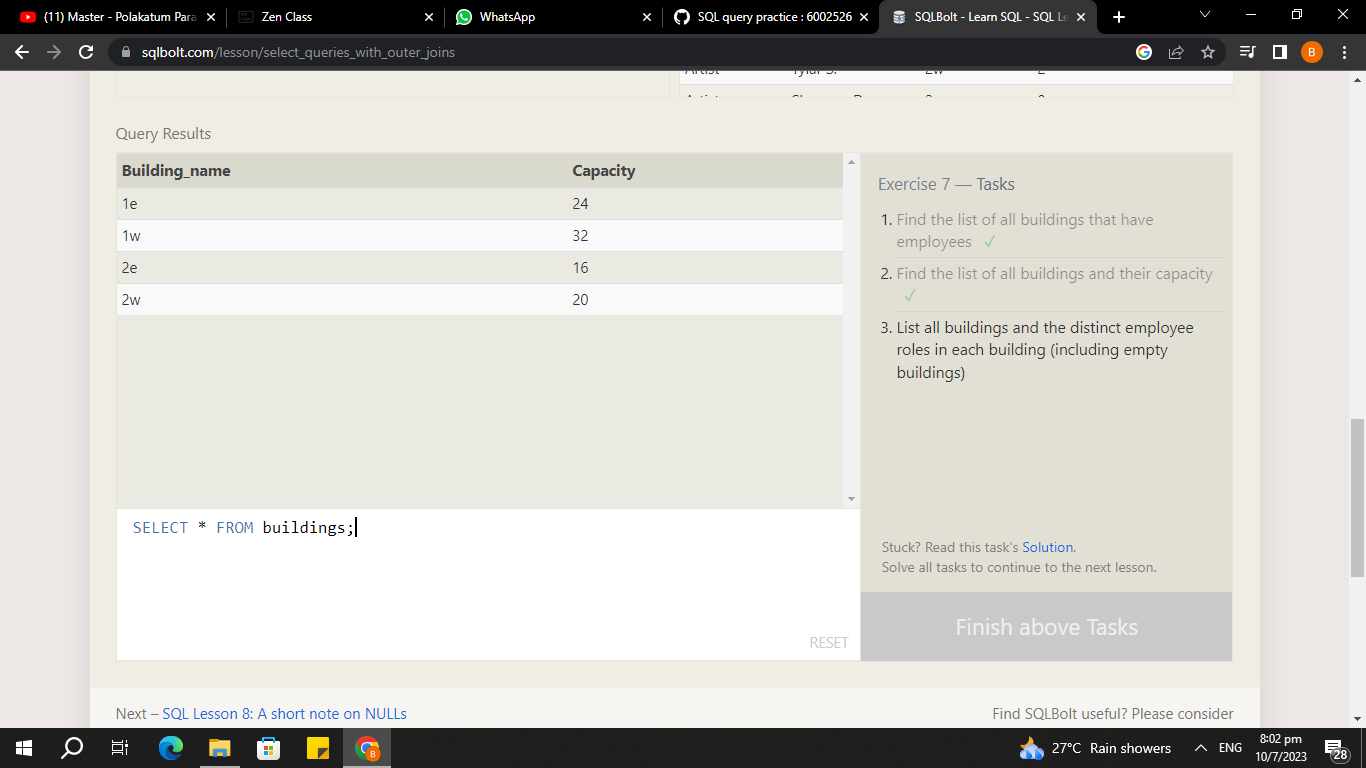 (11) Master - Polakatum Para
Zen Class
WhatsApp
SQL query practice : 6002526
SQLBolt - Learn SQL - SQL Le
sqlbolt.com/lesson/select_queries_with_outer_joins
B
Query Results
Building_name Capacity
1e 24
1w 32
2e 16
2w 20
Exercise 7 — Tasks
1. Find the list of all buildings that have
employees ✓
2. Find the list of all buildings and their capacity
✓
3. List all buildings and the distinct employee
roles in each building (including empty
buildings)
SELECT * FROM buildings;
RESET
Stuck? Read this task's Solution.
Solve all tasks to continue to the next lesson.
Finish above Tasks
Next – SQL Lesson 8: A short note on NULLs
Find SQLBolt useful? Please consider
27°C Rain showers
ENG
8:02 pm
10/7/2023
28